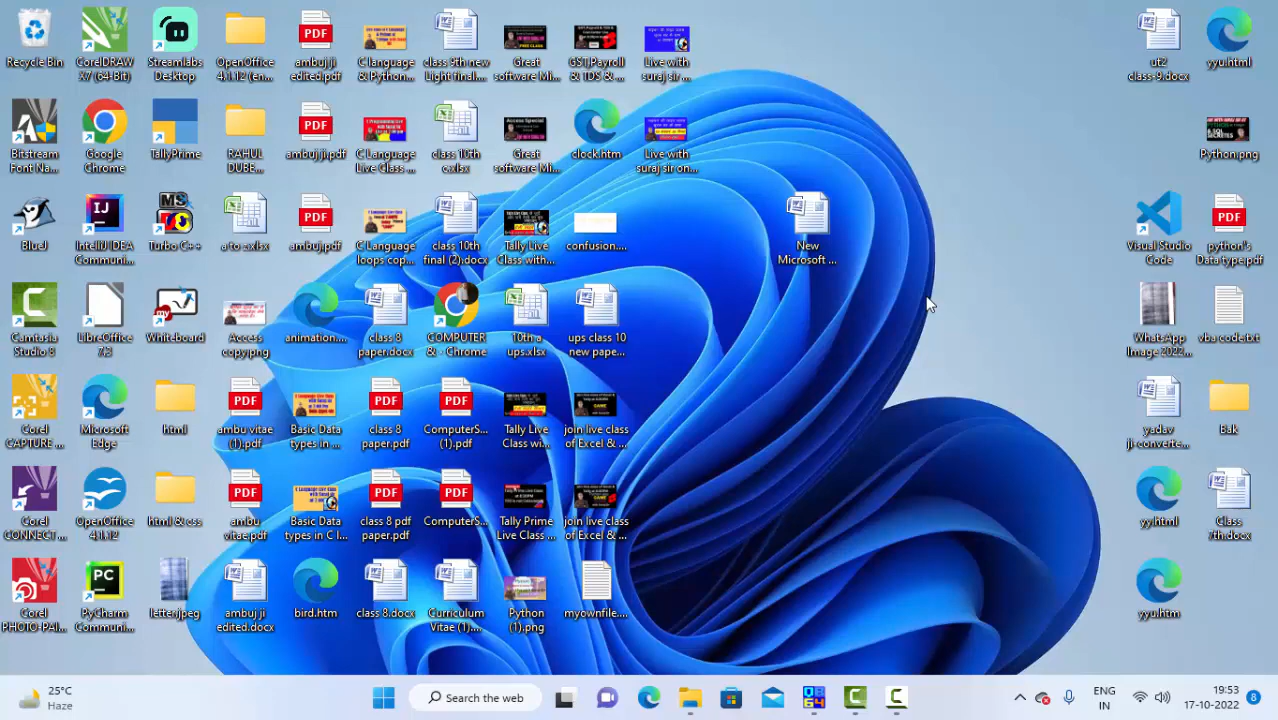 Recycle Bin
CorelDRAW
X7 (64-Bit)
Streamlabs
Desktop
OpenOffice
4.1.12 (en...
ambuj ji
edited.pdf
C language
& Python...
class 9th new
Light final....
Great
software Mi...
GST,Payroll
& TDS & ...
Live with
suraj sir...
ut2
class-9.docx
yyu.html
Bitstream
Font Na...
Google
Chrome
TallyPrime
RAHUL
DUBE...
ambuj ji.pdf
C Language
Live Class ...
class 10th
c.xlsx
Great
software Mi...
clock.htm
Live with
suraj sir on...
Python.png
BlueJ
IntelliJ IDEA
Communi...
Turbo C++
a to z.xlsx
ambuj.pdf
C Language
loops cop...
class 10th
final (2).docx
Tally Live
Class with...
confusion....
New
Microsoft ...
Visual Studio
Code
python's
Data type.pdf
Camtasia
Studio 8
LibreOffice
7.3
Whiteboard
Access
copy.png
animation....
class 8
paper.docx
COMPUTER
& - Chrome
10th a
ups.xlsx
ups class 10
new pape...
WhatsApp
Image 2022...
vba code.txt
Corel
CAPTURE ...
Microsoft
Edge
html
ambu vitae
(1).pdf
Basic Data
types in ...
class 8
paper.pdf
ComputerS...
(1).pdf
Tally Live
Class wi...
join live class
of Excel & ...
yadav
ji-converte...
Bak
Corel
CONNECT ...
OpenOffice
4.1.12
html & css
ambu
vitae.pdf
Basic Data
types in C l...
class 8 pdf
paper.pdf
ComputerS...
Tally Prime
Live Class ...
join live class
of Excel & ...
yy.html
Class
7th.docx
Corel
PHOTO-PAI...
PyCharm
Communi...
letter.jpeg
ambuj ji
edited.docx
bird.htm
class 8.docx
Curriculum
Vitae (1)....
Python
(1).png
myownfile....
yyu.htm
25°C
Haze
Search the web
ENG
IN
19:53
17-10-2022
8